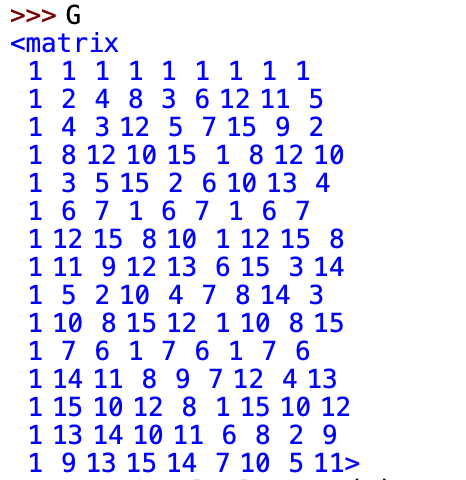 >>> G
<matrix
1 1 1 1 1 1 1 1 1
1 2 4 8 3 6 12 11 5
1 4 3 12 5 7 15 9 2
1 8 12 10 15 1 8 12 10
1 3 5 15 2 6 10 13 4
1 6 7 1 6 7 1 6 7
1 12 15 8 10 1 12 15 8
1 11 9 12 13 6 15 3 14
1 5 2 10 4 7 8 14 3
1 10 8 15 12 1 10 8 15
1 7 6 1 7 6 1 7 6
1 14 11 8 9 7 12 4 13
1 15 10 12 8 1 15 10 12
1 13 14 10 11 6 8 2 9
1 9 13 15 14 7 10 5 11>